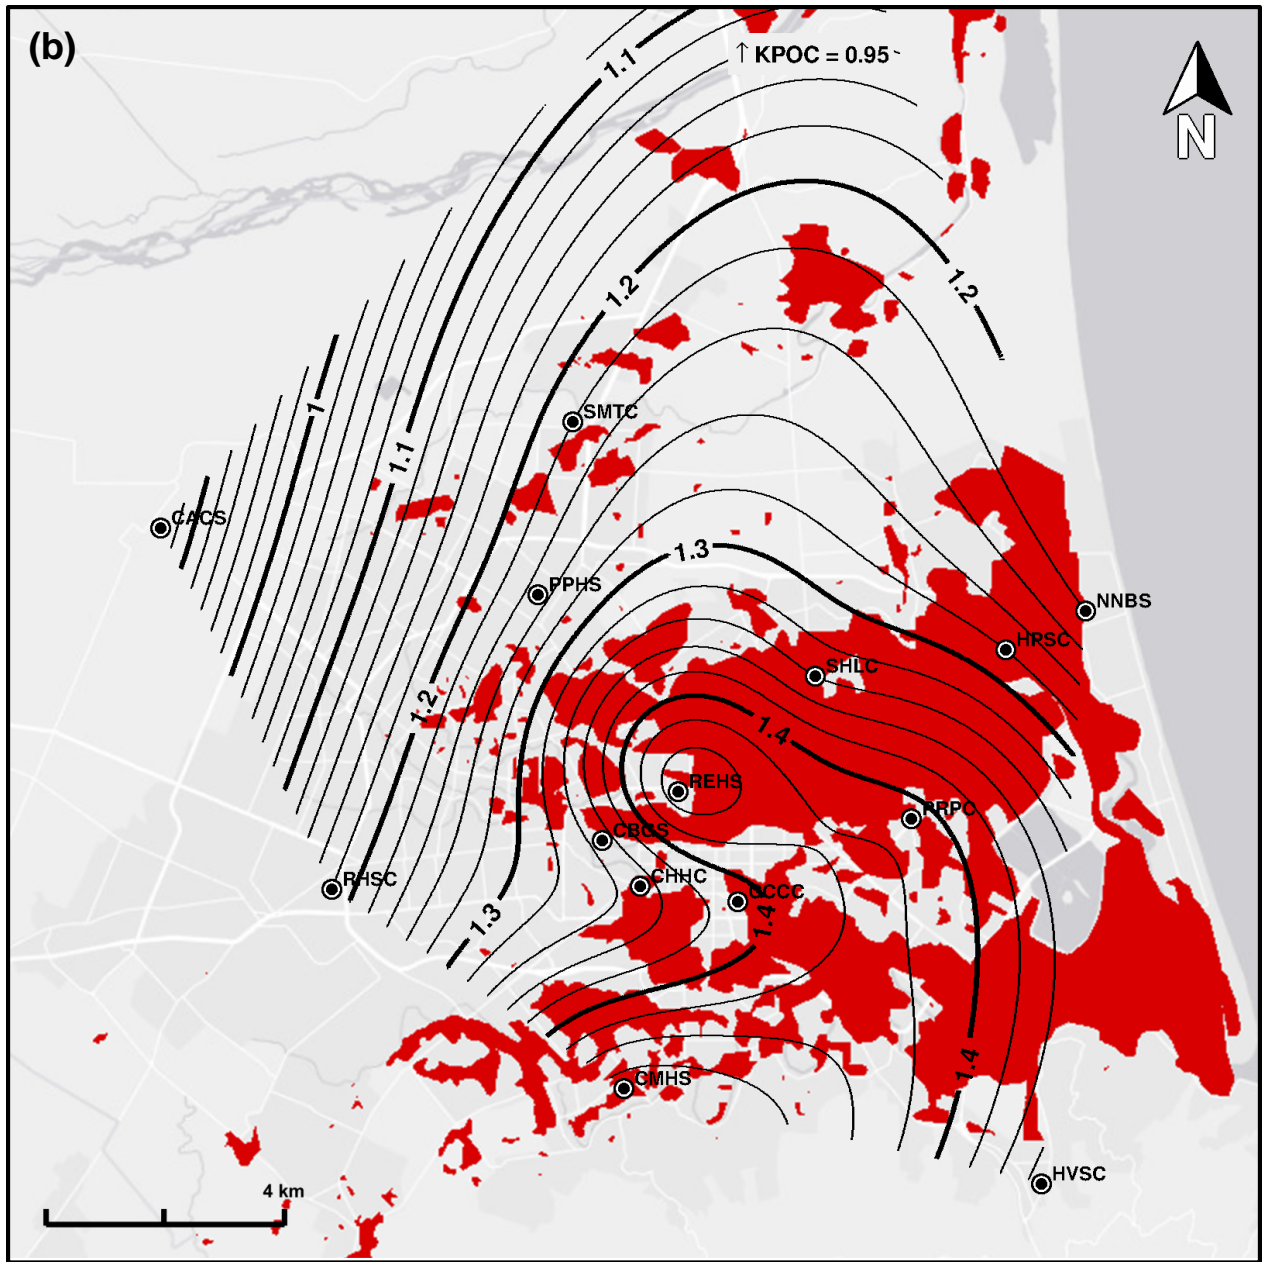 (b)
1.1
↑ KPOC = 0.95
N
1.2
1.2
1
SMTC
1.1
CACS
1.3
PPHS
NNBS
HPSC
SHLC
1.2
1.4
REHS
PRPC
CBGS
CHHC
RHSC
CCCC
1.4
1.3
1.4
CMHS
HVSC
4 km